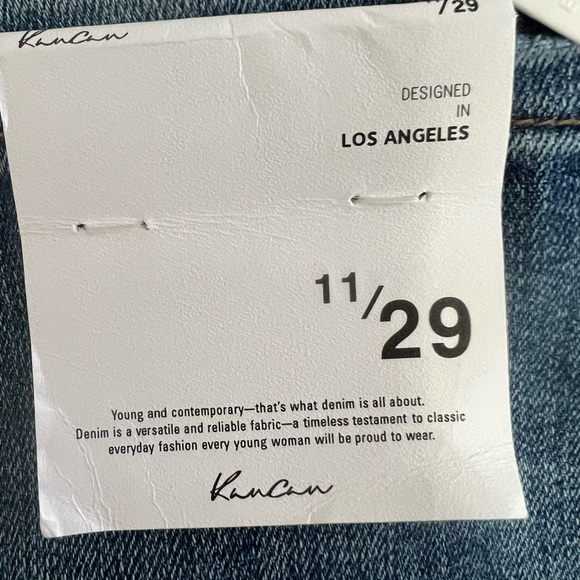 /29
KanCan
DESIGNED
IN
LOS ANGELES
11/29
Young and contemporary—that's what denim is all about.
Denim is a versatile and reliable fabric—a timeless testament to classic
everyday fashion every young woman will be proud to wear.
KanCan